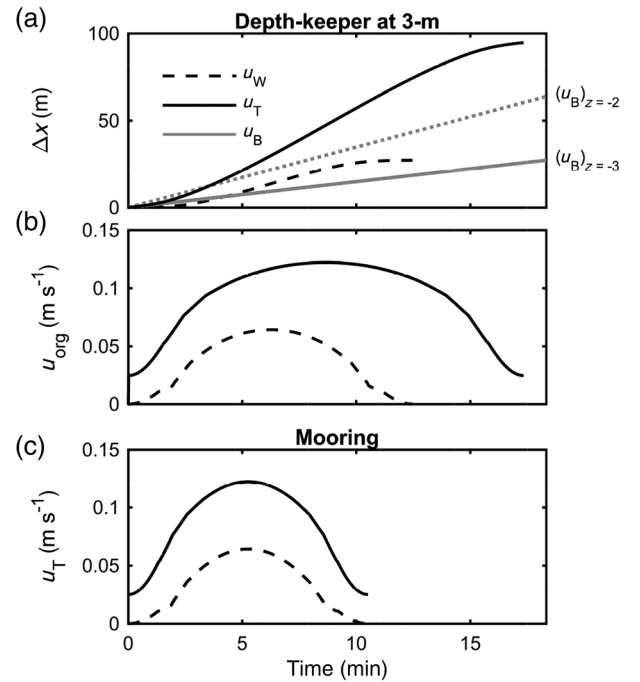 (a)
Depth-keeper at 3-m
100
50
0
Δx (m)
u_W
u_T
u_B
(u_B)_z = -2
(u_B)_z = -3
(b)
0.15
0.1
0.05
0
u_org (m s⁻¹)
(c)
Mooring
0.15
0.1
0.05
0
u_T (m s⁻¹)
0 5 10 15
Time (min)